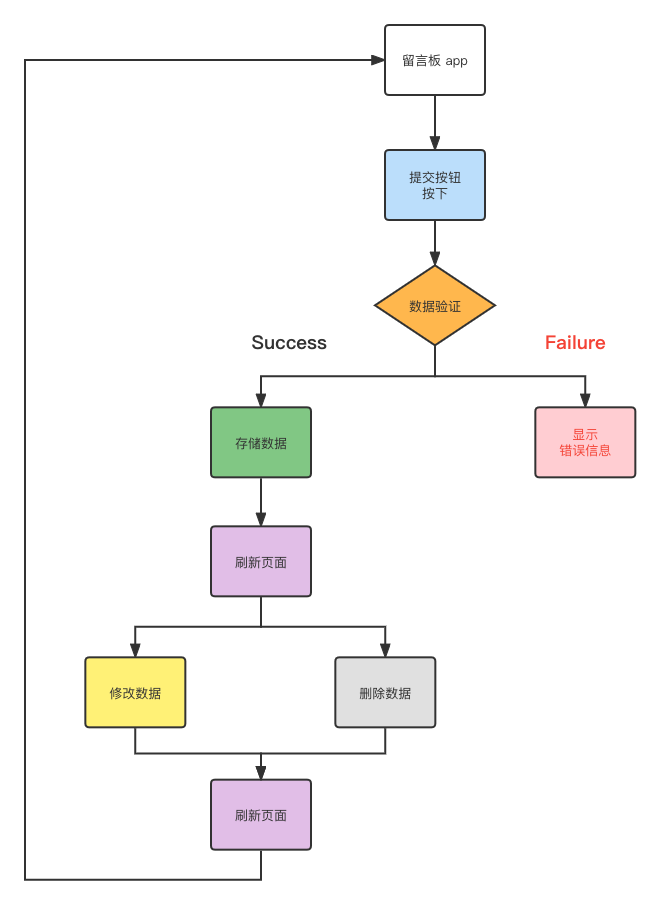 留言板 app
提交按钮
按下
数据验证
Success
Failure
存储数据
显示
错误信息
刷新页面
修改数据
删除数据
刷新页面